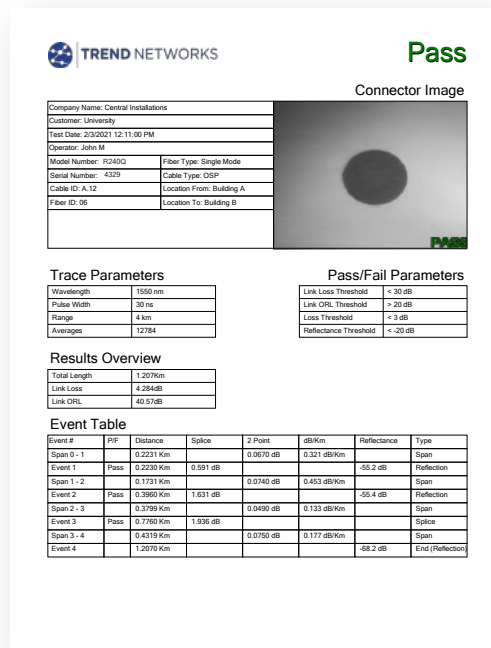 TREND NETWORKS
Pass
Connector Image
Company Name: Central Installations
Customer: University
Test Date: 2/3/2021 12:11:00 PM
Operator: John M
Model Number: R240Q Fiber Type: Single Mode
Serial Number: 4329 Cable Type: OSP
Cable ID: A.12 Location From: Building A
Fiber ID: 06 Location To: Building B
PASS
Trace Parameters
Wavelength 1550 nm
Pulse Width 30 ns
Range 4 km
Averages 12784
Pass/Fail Parameters
Link Loss Threshold < 30 dB
Link ORL Threshold > 20 dB
Loss Threshold < 3 dB
Reflectance Threshold < -20 dB
Results Overview
Total Length 1.207Km
Link Loss 4.284dB
Link ORL 40.57dB
Event Table
Event # P/F Distance Splice 2 Point dB/Km Reflectance Type
Span 0 - 1 0.2231 Km 0.0670 dB 0.321 dB/Km Span
Event 1 Pass 0.2230 Km 0.591 dB -55.2 dB Reflection
Span 1 - 2 0.1731 Km 0.0740 dB 0.453 dB/Km Span
Event 2 Pass 0.3960 Km 1.631 dB -55.4 dB Reflection
Span 2 - 3 0.3799 Km 0.0490 dB 0.133 dB/Km Span
Event 3 Pass 0.7760 Km 1.936 dB Splice
Span 3 - 4 0.4319 Km 0.0750 dB 0.177 dB/Km Span
Event 4 1.2070 Km -68.2 dB End (Reflection)